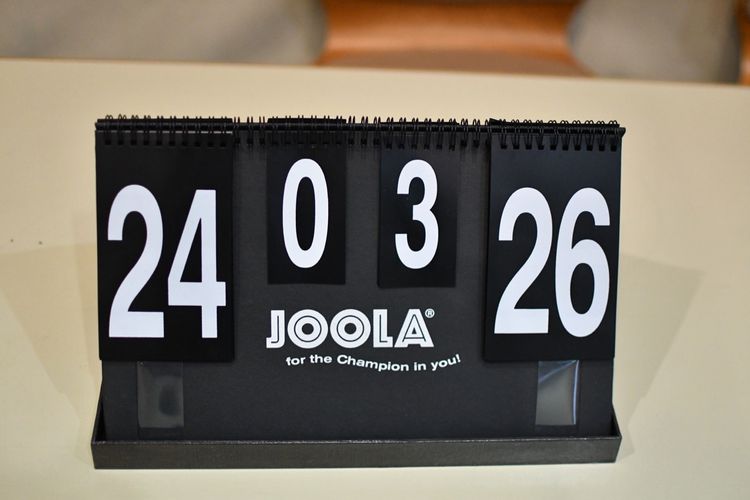 24 0 3 26
JOOLA®
for the Champion in you!